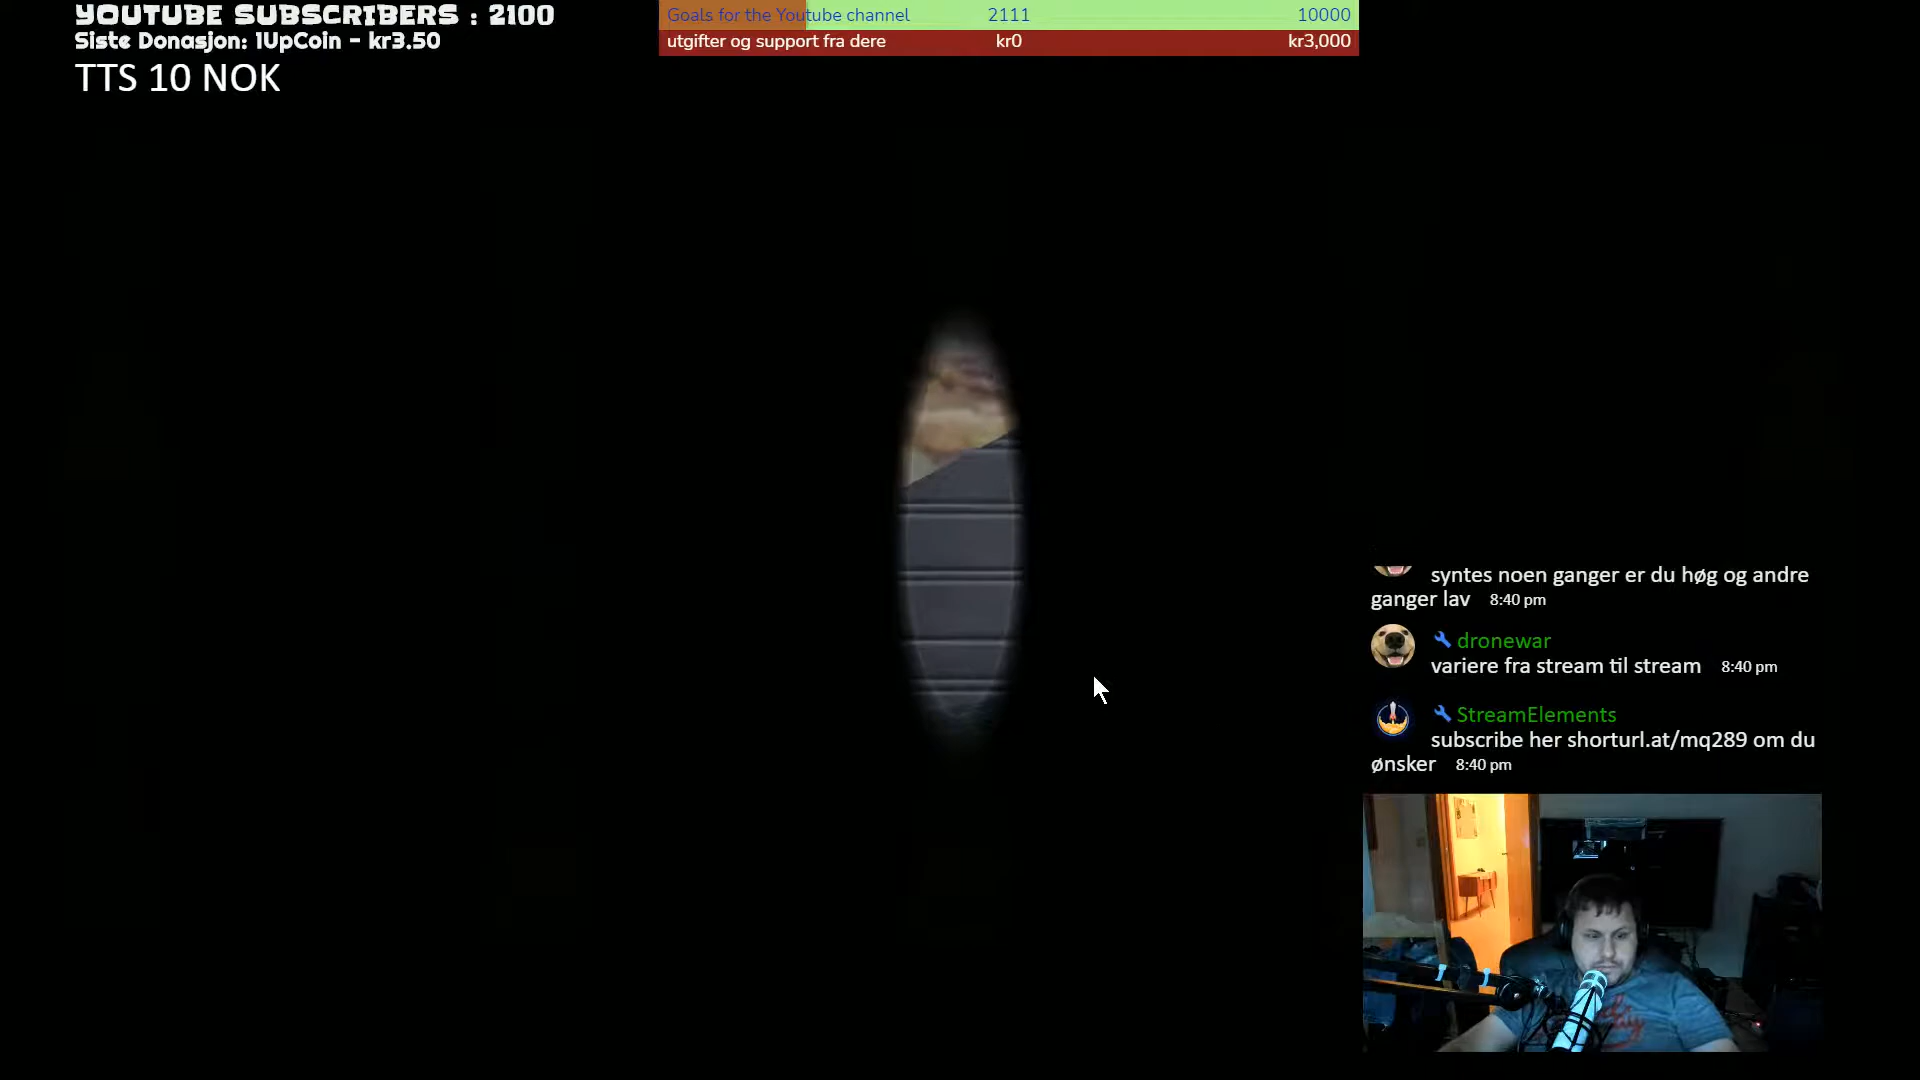 YOUTUBE SUBSCRIBERS : 2100
Siste Donasjon: 1UpCoin - kr3.50
TTS 10 NOK
Goals for the Youtube channel 2111 10000
utgifter og support fra dere kr0 kr3,000
syntes noen ganger er du høg og andre
ganger lav 8:40 pm
dronewar
variere fra stream til stream 8:40 pm
StreamElements
subscribe her shorturl.at/mq289 om du
ønsker 8:40 pm